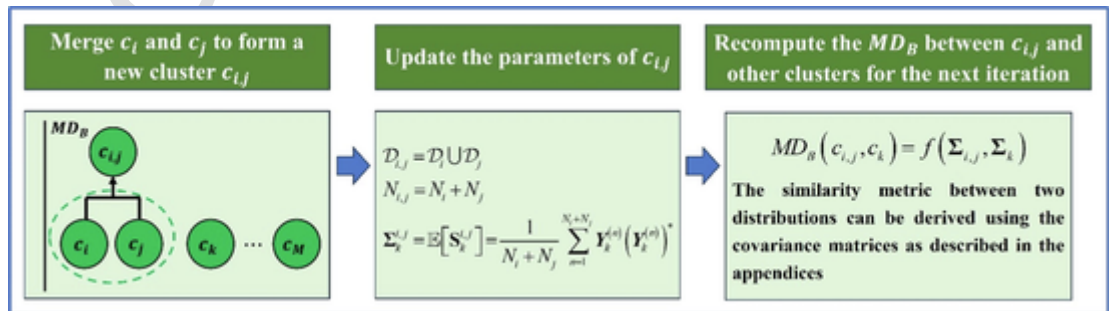 Merge c_i and c_j to form a
new cluster c_{i,j}
Update the parameters of c_{i,j}
Recompute the MD_B between c_{i,j} and
other clusters for the next iteration
MD_B
c_{i,j}
c_i c_j c_k ... c_M
𝒟_{i,j} = 𝒟_i ⋃ 𝒟_j
N_{i,j} = N_i + N_j
Σ_k^{i,j} = 𝔼[S_k^{i,j}] = \frac{1}{N_i + N_j} \sum_{n=1}^{N_i+N_j} Y_k^{(n)} (Y_k^{(n)})^*
MD_B(c_{i,j}, c_k) = f(Σ_{i,j}, Σ_k)
The similarity metric between two
distributions can be derived using the
covariance matrices as described in the
appendices